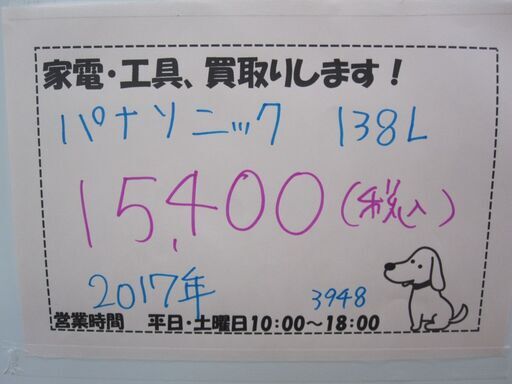 家電・工具、買取りします！
パナソニック 138L
15,400(税込)
2017年 3948
営業時間 平日・土曜日10:00～18:00